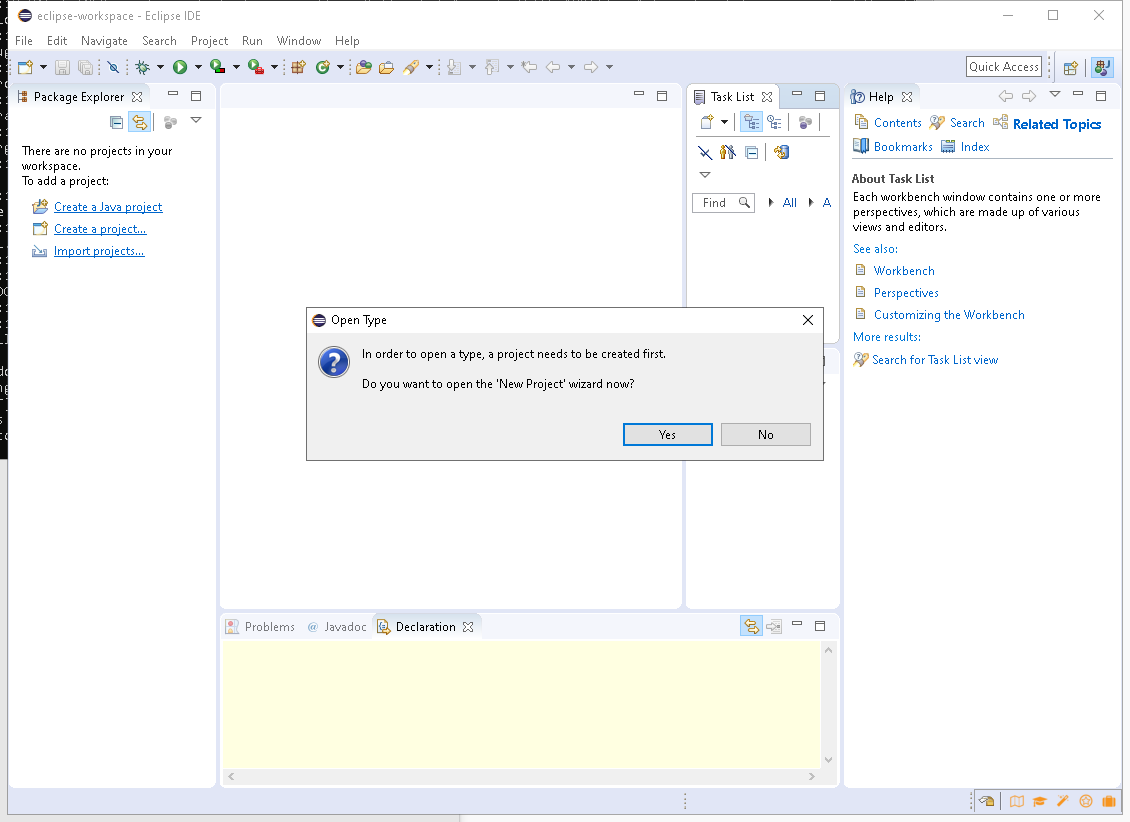 eclipse-workspace - Eclipse IDE
File Edit Navigate Search Project Run Window Help
Quick Access
Package Explorer
There are no projects in your
workspace.
To add a project:
Create a Java project
Create a project...
Import projects...
Task List
Find All A
Help
Contents Search Related Topics
Bookmarks Index
About Task List
Each workbench window contains one or more
perspectives, which are made up of various
views and editors.
See also:
Workbench
Perspectives
Customizing the Workbench
More results:
Search for Task List view
Open Type
In order to open a type, a project needs to be created first.
Do you want to open the 'New Project' wizard now?
Yes No
Problems @ Javadoc Declaration